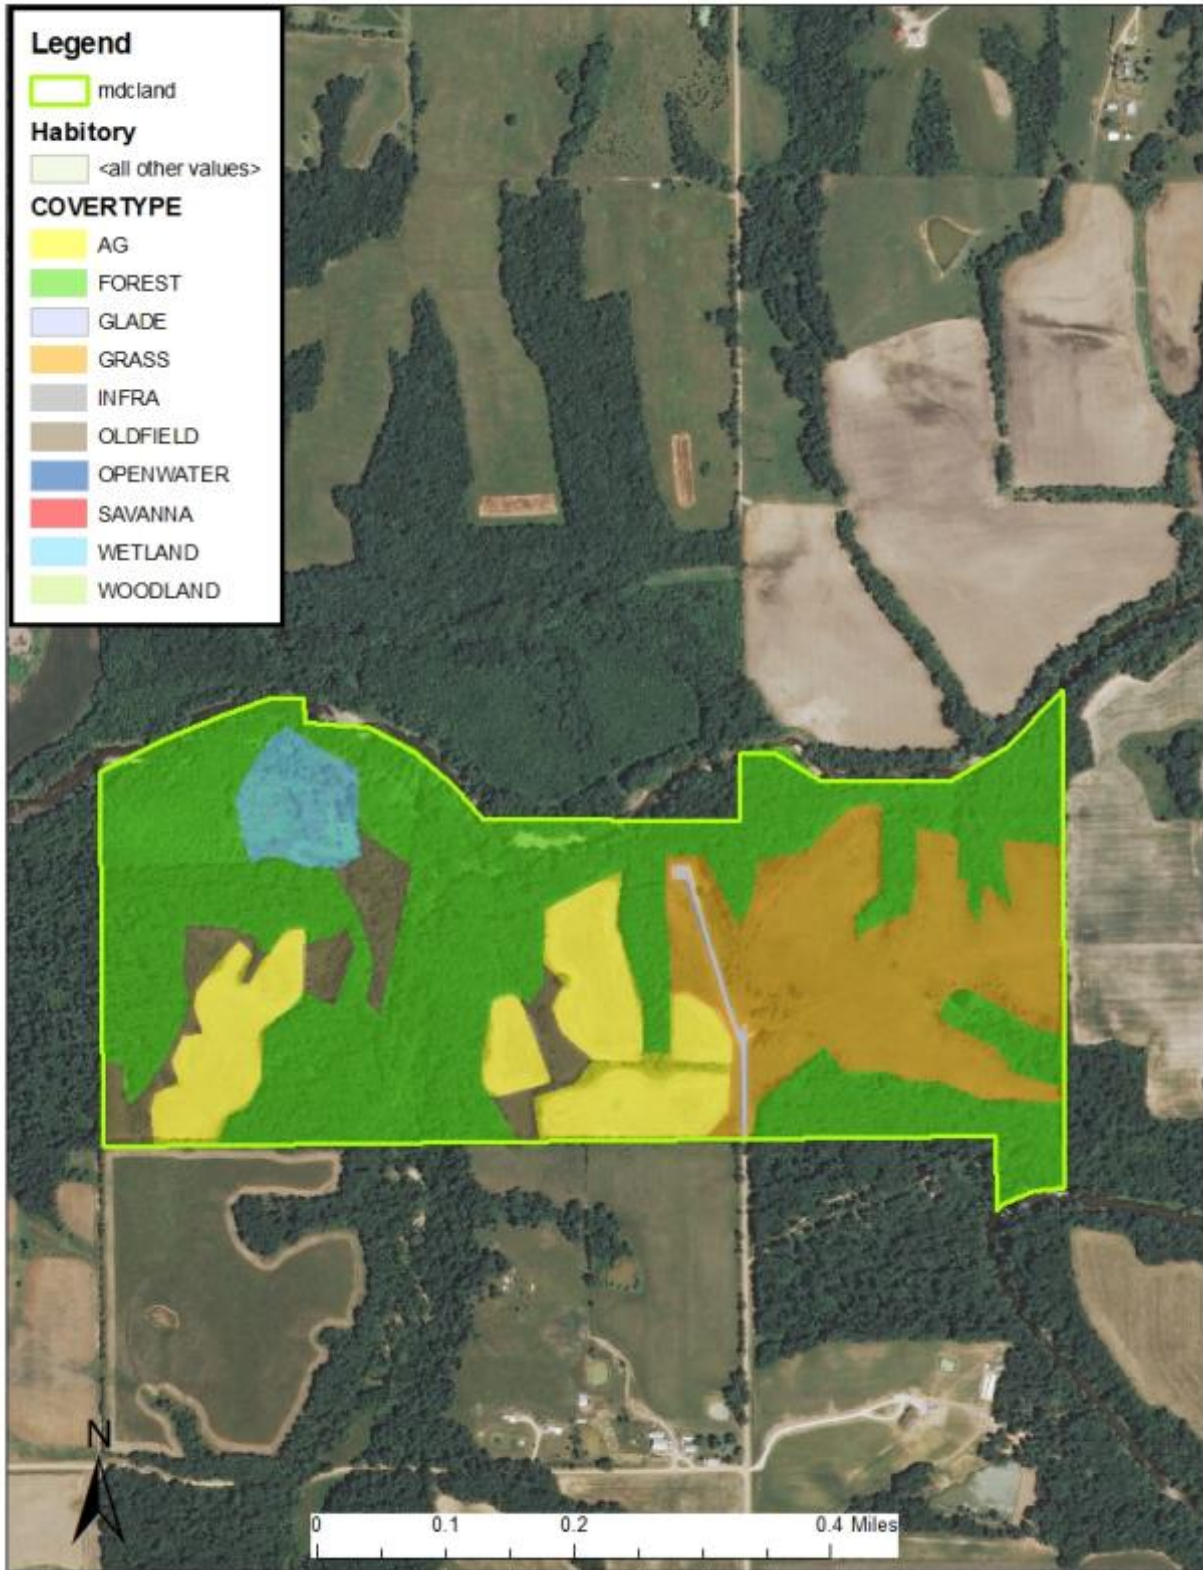 Legend
mdcland
Habitory
<all other values>
COVERTYPE
AG
FOREST
GLADE
GRASS
INFRA
OLDFIELD
OPENWATER
SAVANNA
WETLAND
WOODLAND
N
0 0.1 0.2 0.4 Miles